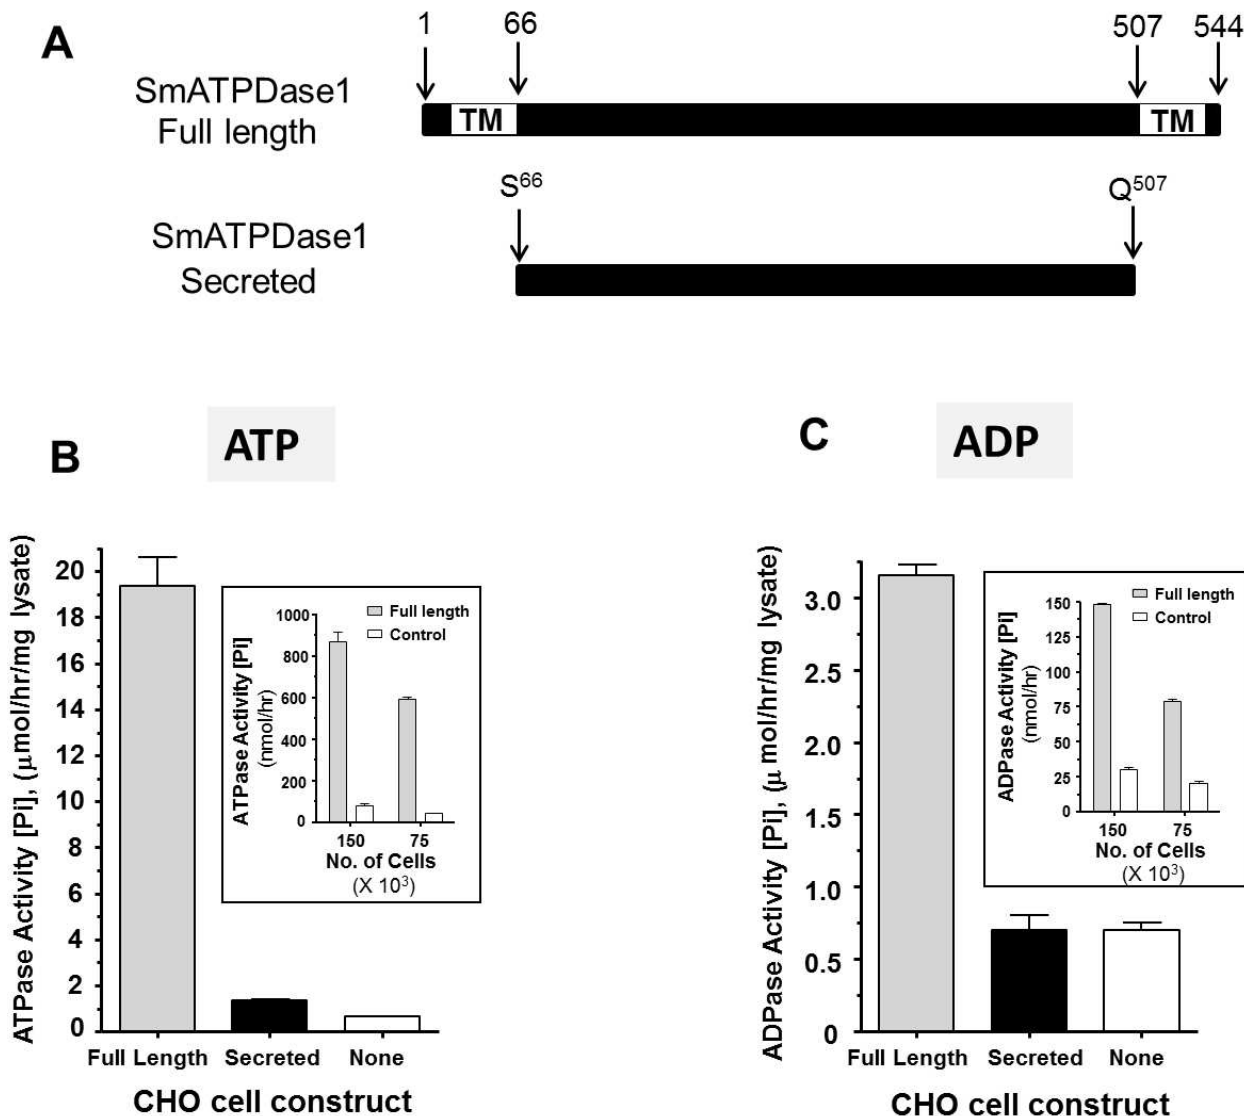 A
1
66
507
544
SmATPDase1
Full length
TM
TM
S⁶⁶
Q⁵⁰⁷
SmATPDase1
Secreted
B
ATP
ATPase Activity [Pi], (μmol/hr/mg lysate)
20
18
16
14
12
10
8
6
4
2
0
Full Length
Secreted
None
CHO cell construct
ATPase Activity [Pi]
(nmol/hr)
1000
800
600
400
200
0
Full length
Control
150
75
No. of Cells
(X 10³)
C
ADP
ADPase Activity [Pi], (μ mol/hr/mg lysate)
3.0
2.5
2.0
1.5
1.0
0.5
0
Full Length
Secreted
None
CHO cell construct
ADPase Activity [Pi]
(nmol/hr)
150
125
75
50
25
0
Full length
Control
150
75
No. of Cells
(X 10³)